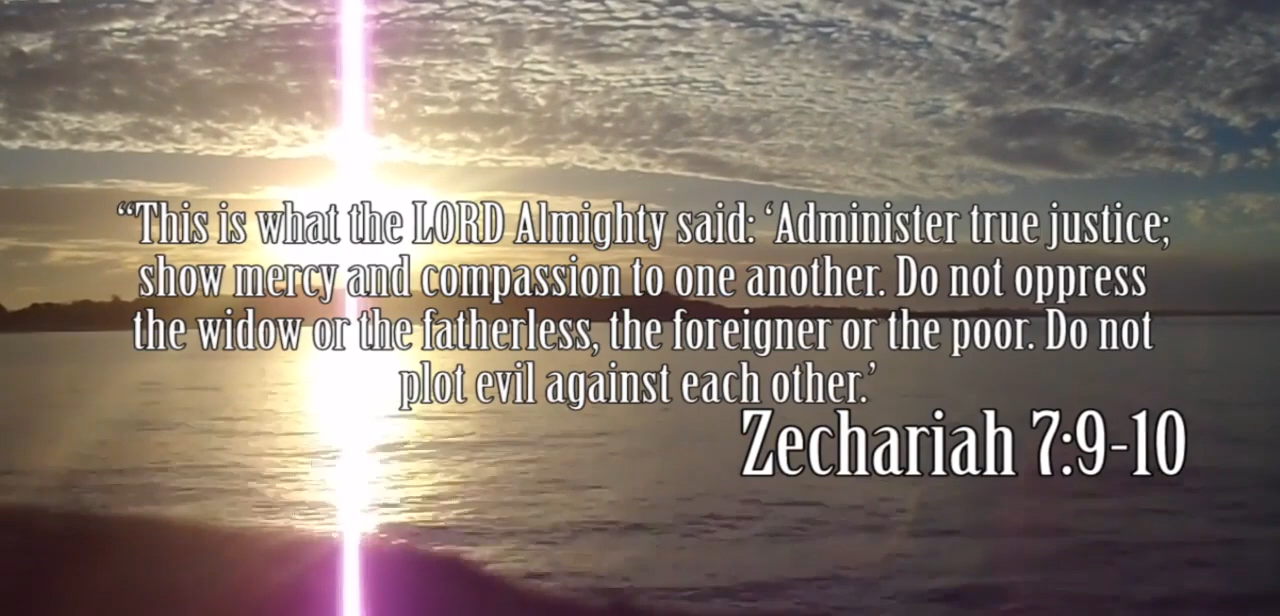 “This is what the LORD Almighty said: ‘Administer true justice;
show mercy and compassion to one another. Do not oppress
the widow or the fatherless, the foreigner or the poor. Do not
plot evil against each other.’
Zechariah 7:9-10